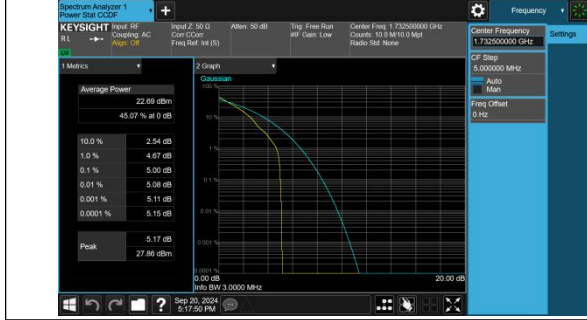 Spectrum Analyzer 1
Power Stat CCDF
+
Frequency
KEYSIGHT
RL
Input: RF
Coupling: AC
Align: Off
Input Z: 50 Ω
Corr CCorr
Freq Ref: Int (S)
Atten: 50 dB
Trig: Free Run
#IF Gain: Low
Center Freq: 1.732500000 GHz
Counts: 10.0 M/10.0 Mpt
Radio Std: None
Center Frequency
1.732500000 GHz
Settings
CF Step
5.000000 MHz
Auto
Man
Freq Offset
0 Hz
1 Metrics
Average Power
22.69 dBm
45.07 % at 0 dB
10.0 % 2.54 dB
1.0 % 4.67 dB
0.1 % 5.00 dB
0.01 % 5.08 dB
0.001 % 5.11 dB
0.0001 % 5.15 dB
Peak
5.17 dB
27.86 dBm
2 Graph
Gaussian
100 %
10 %
1 %
0.1 %
0.01 %
0.001 %
0.0001 %
0.00 dB
20.00 dB
Info BW 3.0000 MHz
?
Sep 20, 2024
5:17:50 PM